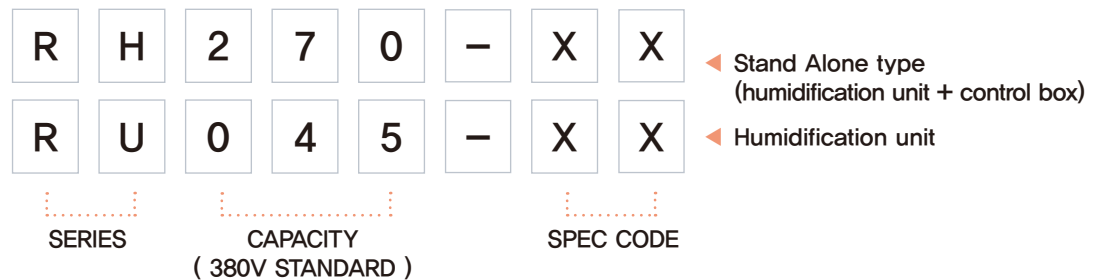 R H 2 7 0 – X X
Stand Alone type
(humidification unit + control box)
R U 0 4 5 – X X
Humidification unit
SERIES
CAPACITY
( 380V STANDARD )
SPEC CODE